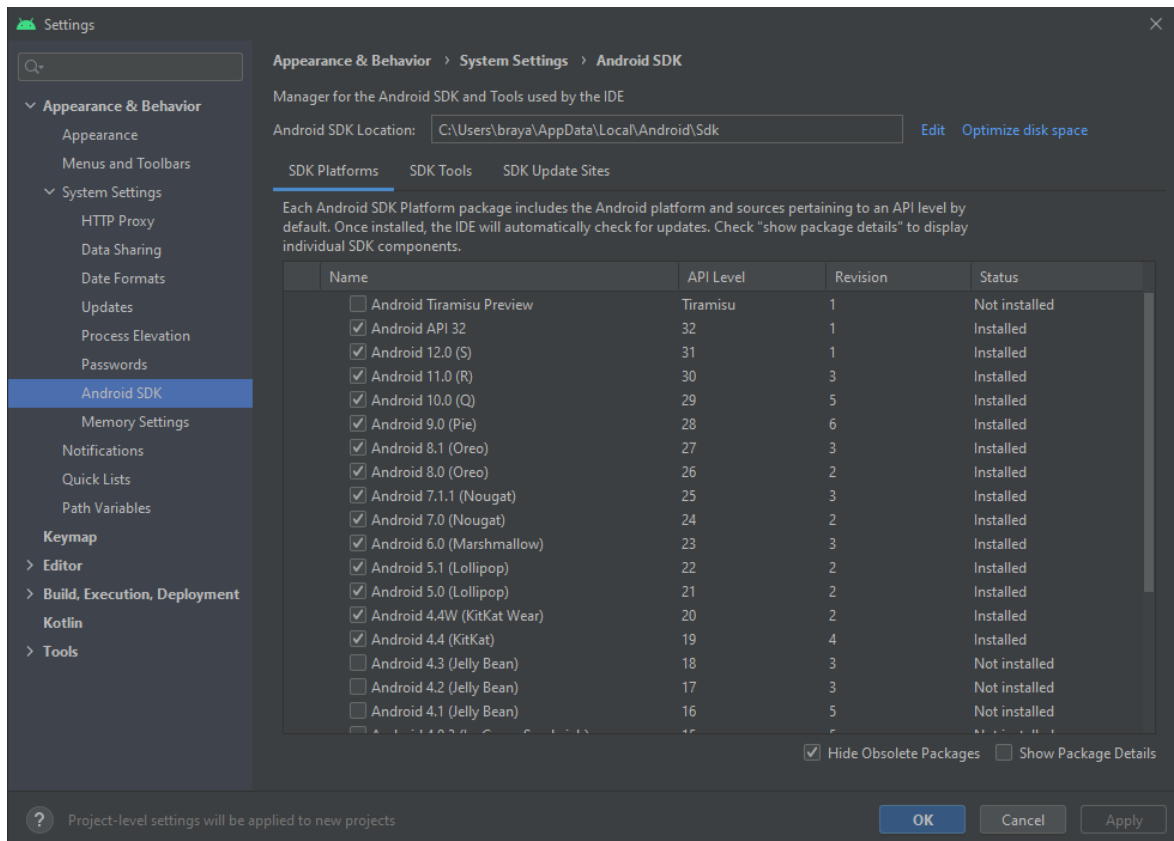 Settings
Appearance & Behavior
Appearance
Menus and Toolbars
System Settings
HTTP Proxy
Data Sharing
Date Formats
Updates
Process Elevation
Passwords
Android SDK
Memory Settings
Notifications
Quick Lists
Path Variables
Keymap
Editor
Build, Execution, Deployment
Kotlin
Tools
Appearance & Behavior > System Settings > Android SDK
Manager for the Android SDK and Tools used by the IDE
Android SDK Location: C:\Users\braya\AppData\Local\Android\Sdk Edit Optimize disk space
SDK Platforms SDK Tools SDK Update Sites
Each Android SDK Platform package includes the Android platform and sources pertaining to an API level by
default. Once installed, the IDE will automatically check for updates. Check "show package details" to display
individual SDK components.
Name API Level Revision Status
Android Tiramisu Preview Tiramisu 1 Not installed
Android API 32 32 1 Installed
Android 12.0 (S) 31 1 Installed
Android 11.0 (R) 30 3 Installed
Android 10.0 (Q) 29 5 Installed
Android 9.0 (Pie) 28 6 Installed
Android 8.1 (Oreo) 27 3 Installed
Android 8.0 (Oreo) 26 2 Installed
Android 7.1.1 (Nougat) 25 3 Installed
Android 7.0 (Nougat) 24 2 Installed
Android 6.0 (Marshmallow) 23 3 Installed
Android 5.1 (Lollipop) 22 2 Installed
Android 5.0 (Lollipop) 21 2 Installed
Android 4.4W (KitKat Wear) 20 2 Installed
Android 4.4 (KitKat) 19 4 Installed
Android 4.3 (Jelly Bean) 18 3 Not installed
Android 4.2 (Jelly Bean) 17 3 Not installed
Android 4.1 (Jelly Bean) 16 5 Not installed
Hide Obsolete Packages Show Package Details
? Project-level settings will be applied to new projects
OK Cancel Apply